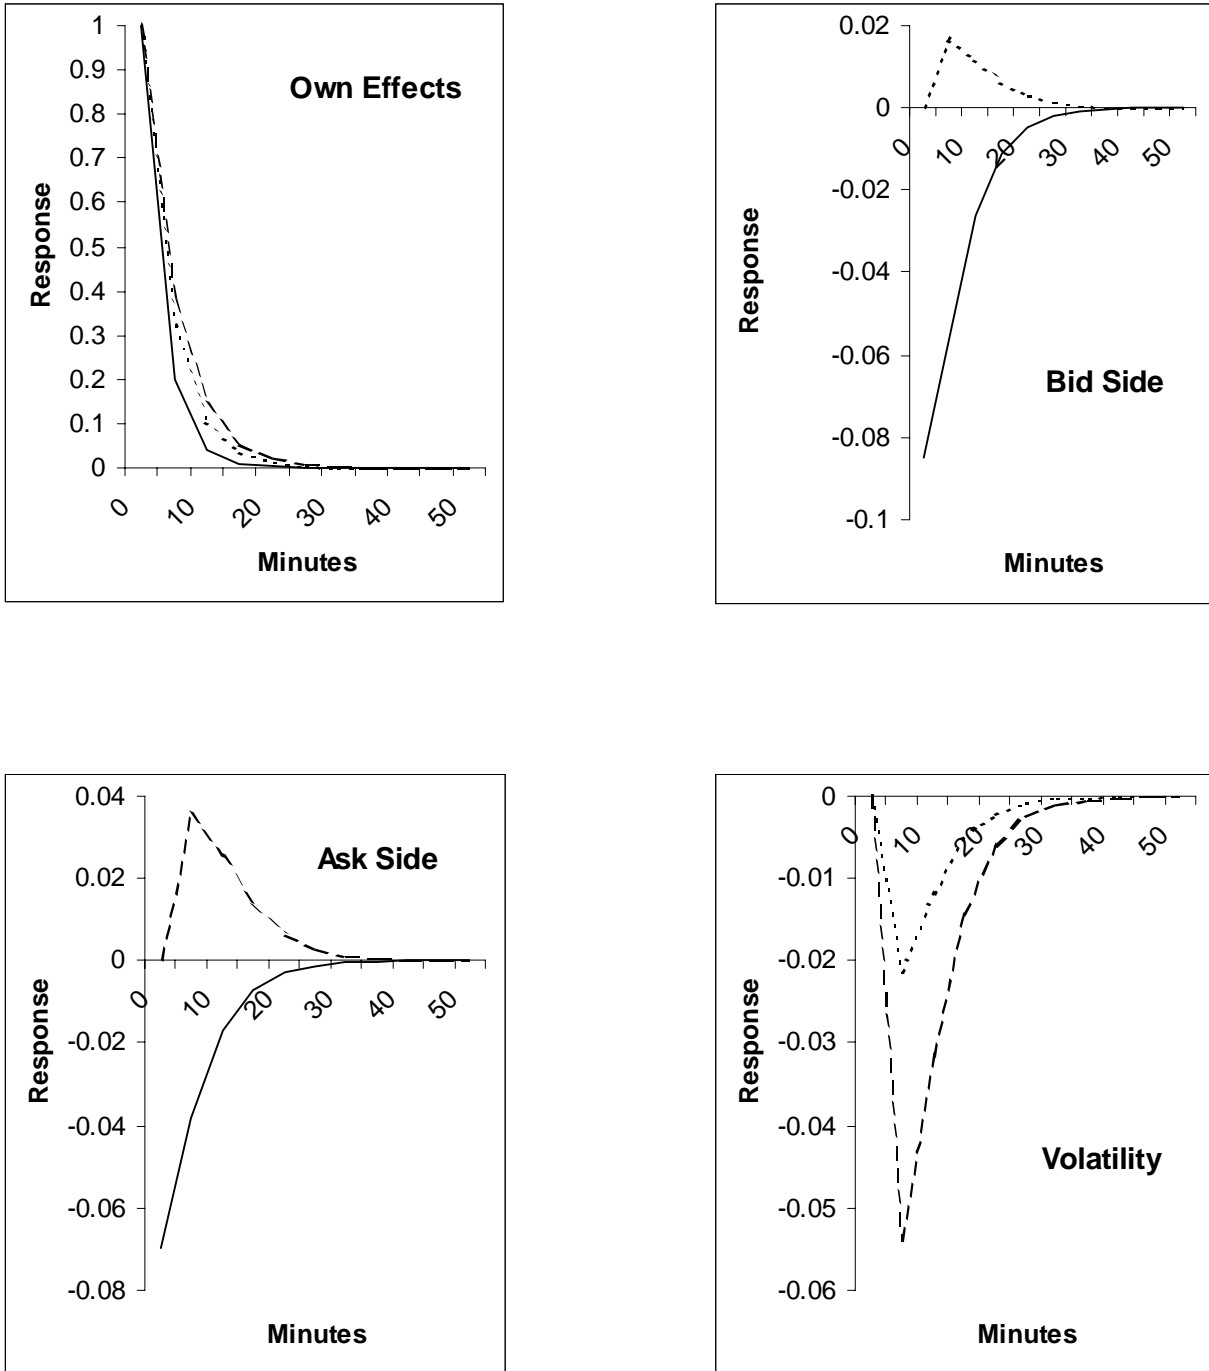 Own Effects
Response
1
0.9
0.8
0.7
0.6
0.5
0.4
0.3
0.2
0.1
0
0 10 20 30 40 50
Minutes
Bid Side
Response
0.02
0
-0.02
-0.04
-0.06
-0.08
-0.1
0 10 20 30 40 50
Minutes
Ask Side
Response
0.04
0.02
0
-0.02
-0.04
-0.06
-0.08
0 10 20 30 40 50
Minutes
Volatility
Response
0
-0.01
-0.02
-0.03
-0.04
-0.05
-0.06
0 10 20 30 40 50
Minutes